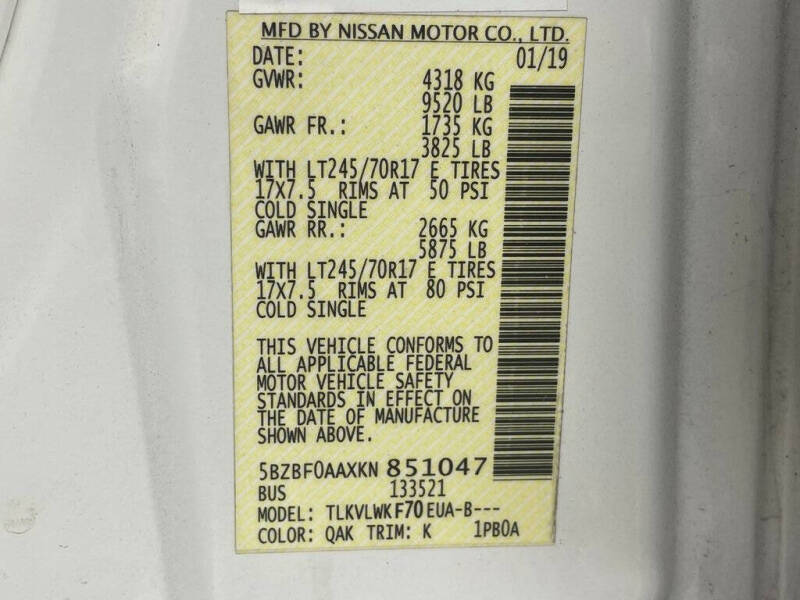 MFD BY NISSAN MOTOR CO., LTD.
DATE: 01/19
GVWR: 4318 KG
9520 LB
GAWR FR.: 1735 KG
3825 LB
WITH LT245/70R17 E TIRES
17X7.5 RIMS AT 50 PSI
COLD SINGLE
GAWR RR.: 2665 KG
5875 LB
WITH LT245/70R17 E TIRES
17X7.5 RIMS AT 80 PSI
COLD SINGLE
THIS VEHICLE CONFORMS TO
ALL APPLICABLE FEDERAL
MOTOR VEHICLE SAFETY
STANDARDS IN EFFECT ON
THE DATE OF MANUFACTURE
SHOWN ABOVE.
5BZBF0AAXKN 851047
BUS 133521
MODEL: TLKVLWKF70EUA-B---
COLOR: QAK TRIM: K 1PB0A